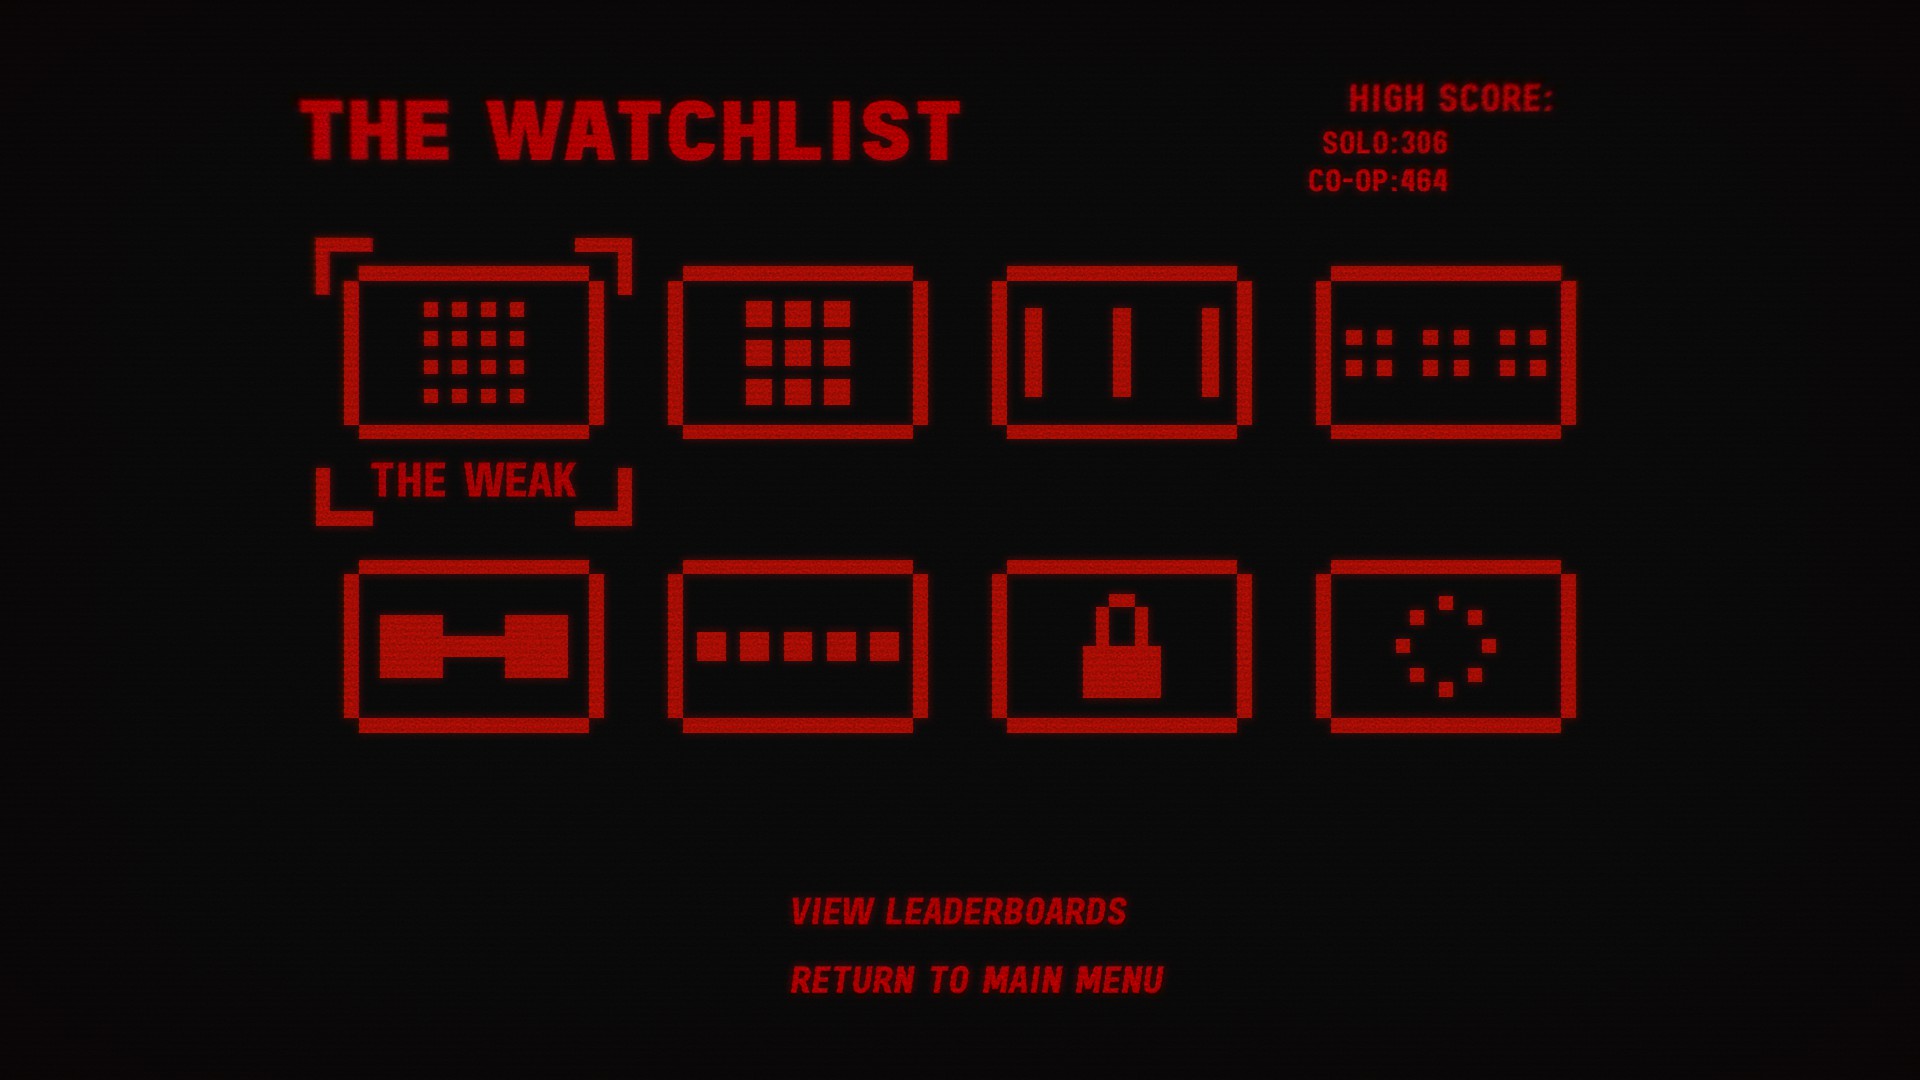 THE WATCHLIST
HIGH SCORE:
SOLO:306
CO-OP:464
THE WEAK
VIEW LEADERBOARDS
RETURN TO MAIN MENU